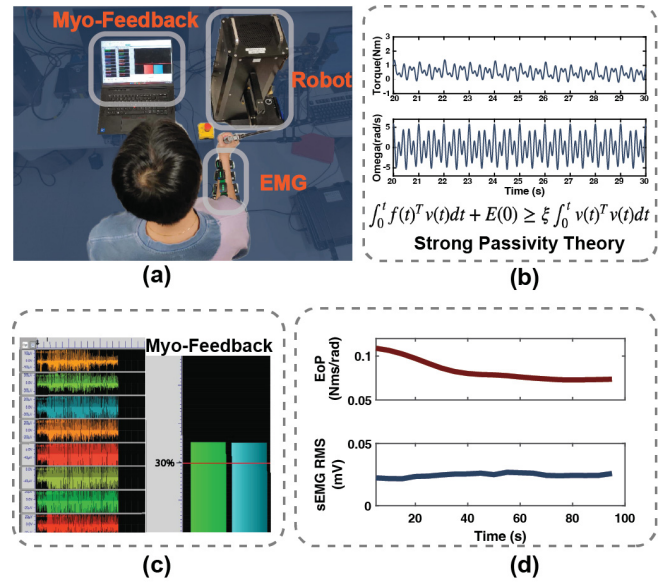 Myo-Feedback
Robot
EMG
(a)
Torque(Nm)
3
1
-1
20 21 22 23 24 25 26 27 28 29 30
Omega(rad/s)
5
0
-5
20 21 22 23 24 25 26 27 28 29 30
Time (s)
∫₀ᵗ f(t)ᵀ v(t)dt + E(0) ≥ ξ ∫₀ᵗ v(t)ᵀ v(t)dt
Strong Passivity Theory
(b)
Myo-Feedback
30%
(c)
EoP
(Nms/rad)
0.1
0.05
sEMG RMS
(mV)
0.05
0
20 40 60 80 100
Time (s)
(d)